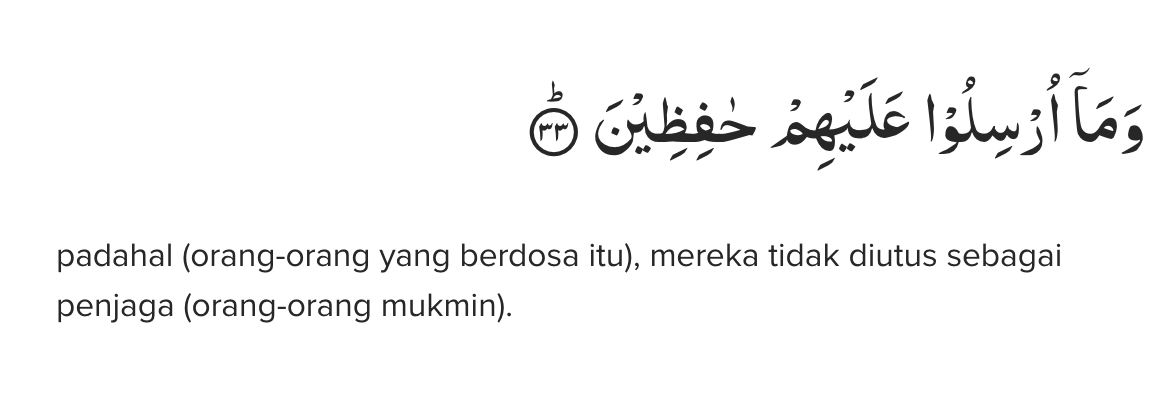 وَمَآ اُرْسِلُوْا عَلَيْهِمْ حٰفِظِيْنَۗ ٣٣
padahal (orang-orang yang berdosa itu), mereka tidak diutus sebagai
penjaga (orang-orang mukmin).